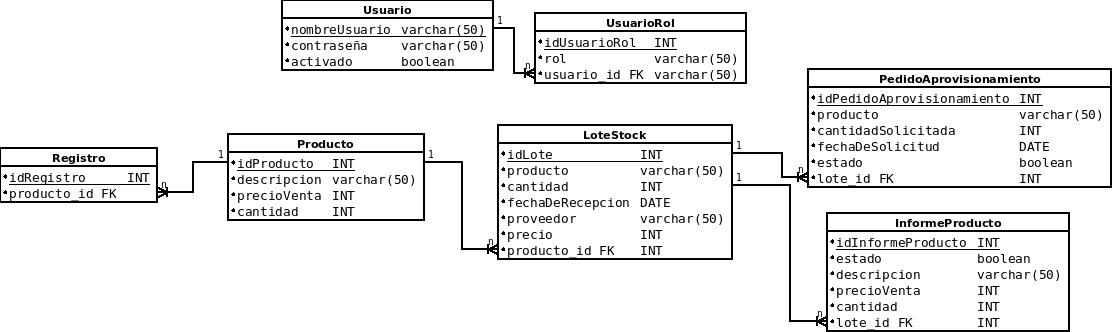 Usuario
nombreUsuario varchar(50)
contraseña varchar(50)
activado boolean
1
n
UsuarioRol
idUsuarioRol INT
rol varchar(50)
usuario_id FK varchar(50)
PedidoAprovisionamiento
idPedidoAprovisionamiento INT
producto varchar(50)
cantidadSolicitada INT
fechaDeSolicitud DATE
estado boolean
lote_id FK INT
Registro
idRegistro INT
producto_id FK
n
1
Producto
idProducto INT
descripcion varchar(50)
precioVenta INT
cantidad INT
1
n
LoteStock
idLote INT
producto varchar(50)
cantidad INT
fechaDeRecepcion DATE
proveedor varchar(50)
precio INT
producto_id FK INT
1
n
1
n
InformeProducto
idInformeProducto INT
estado boolean
descripcion varchar(50)
precioVenta INT
cantidad INT
lote_id FK INT